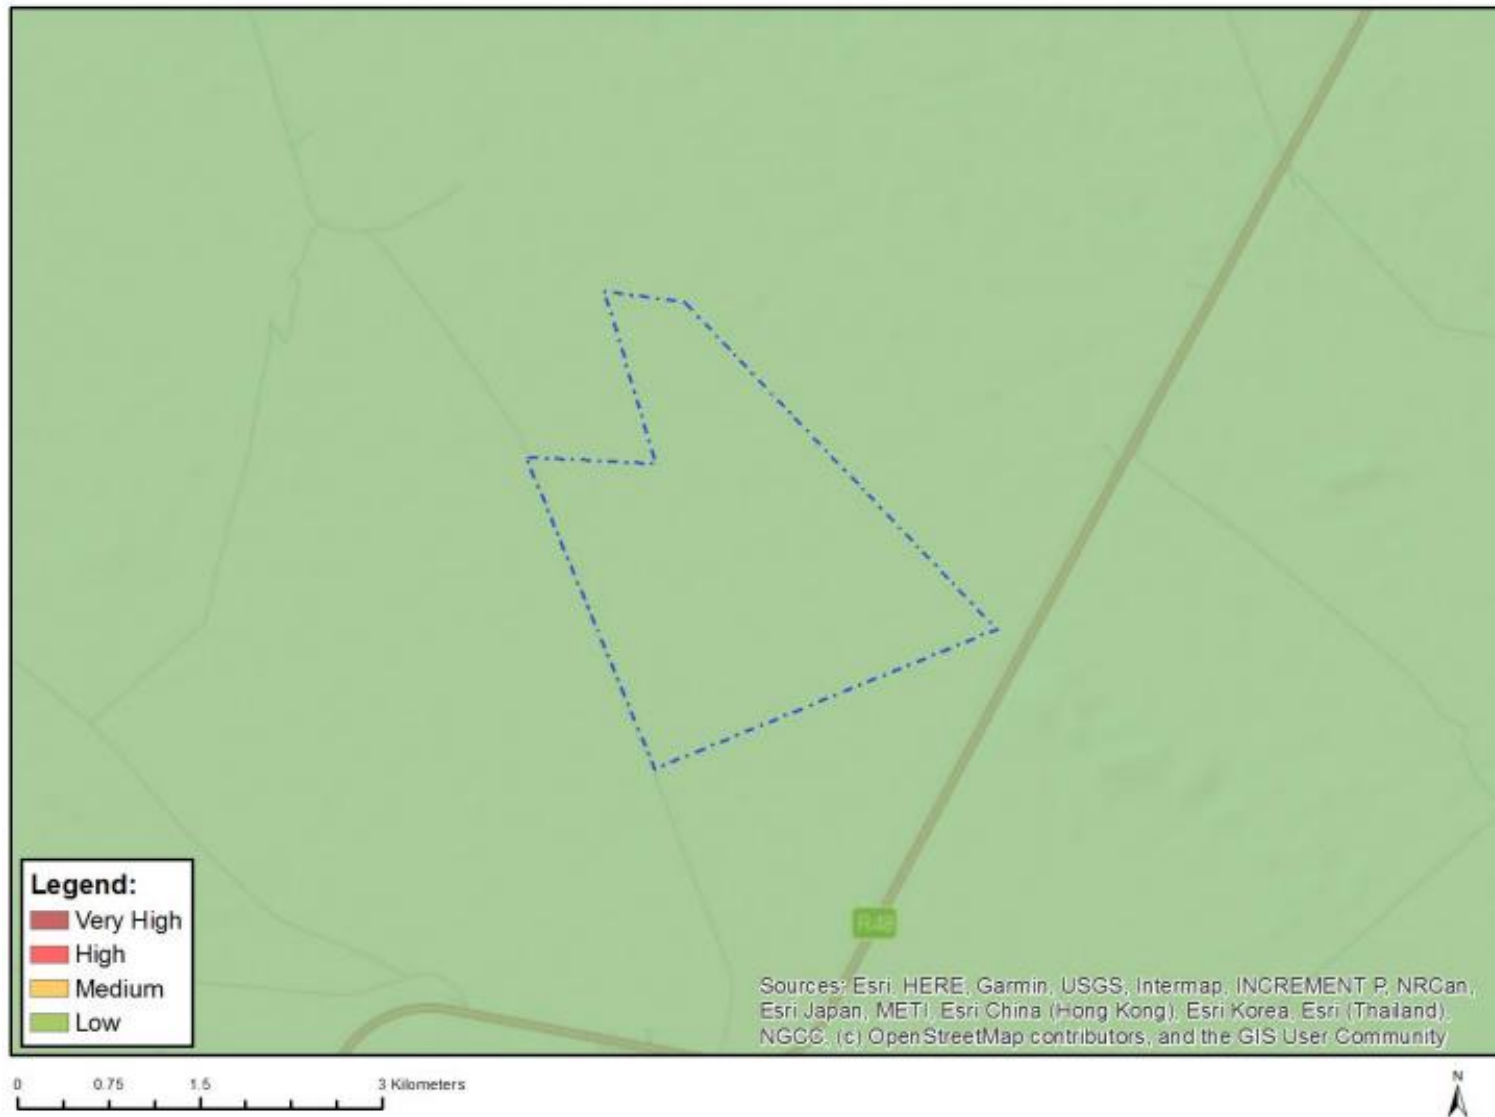 R48
Legend:
Very High
High
Medium
Low
Sources: Esri, HERE, Garmin, USGS, Intermap, INCREMENT P, NRCan,
Esri Japan, METI, Esri China (Hong Kong), Esri Korea, Esri (Thailand),
NGCC, (c) OpenStreetMap contributors, and the GIS User Community
0 0.75 1.5 3 Kilometers
N